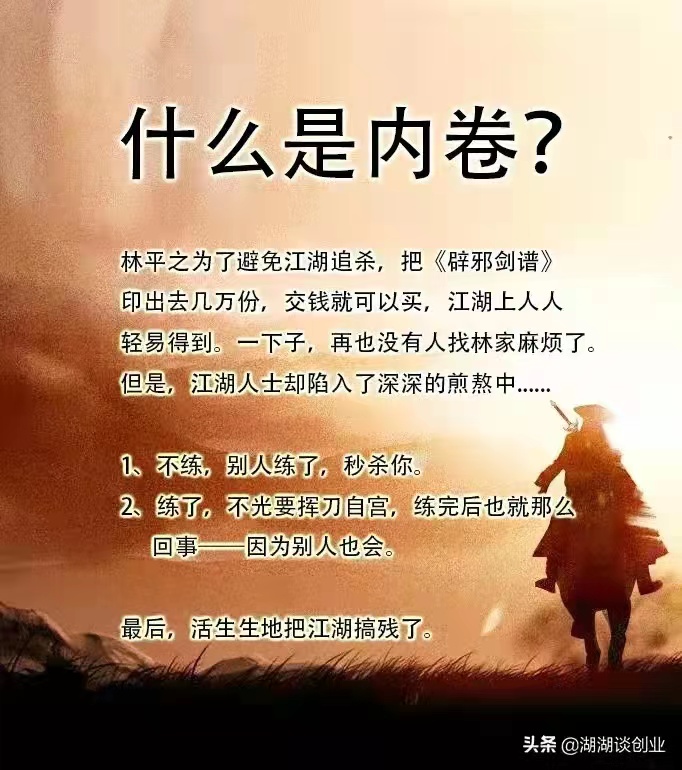 什么是内卷？
林平之为了避免江湖追杀，把《辟邪剑谱》
印出去几万份，交钱就可以买，江湖上人人
轻易得到。一下子，再也没有人找林家麻烦了。
但是，江湖人士却陷入了深深的煎熬中......
1、不练，别人练了，秒杀你。
2、练了，不光要挥刀自宫，练完后也就那么
回事——因为别人也会。
最后，活生生地把江湖搞残了。
头条 @湖湖谈创业